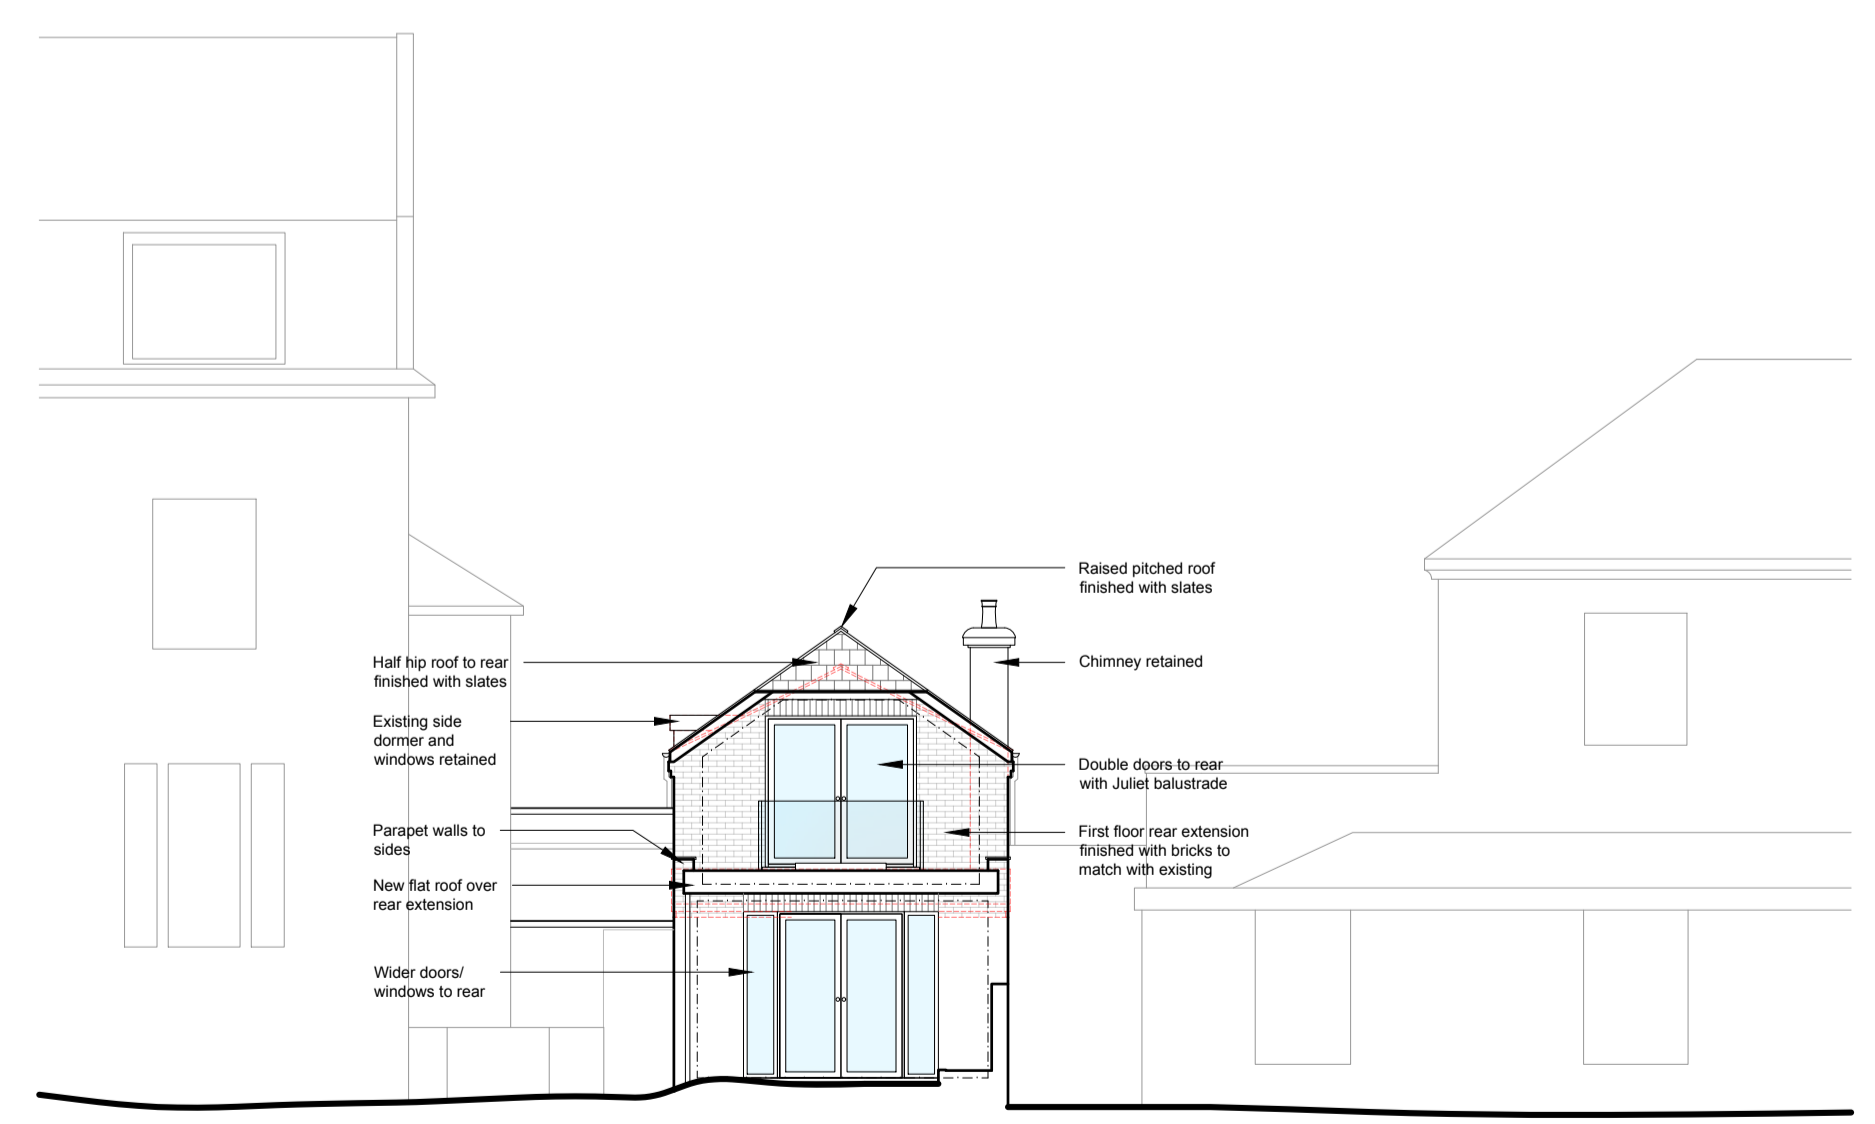 Raised pitched roof
finished with slates
Half hip roof to rear
finished with slates
Chimney retained
Existing side
dormer and
windows retained
Double doors to rear
with Juliet balustrade
Parapet walls to
sides
First floor rear extension
finished with bricks to
match with existing
New flat roof over
rear extension
Wider doors/
windows to rear